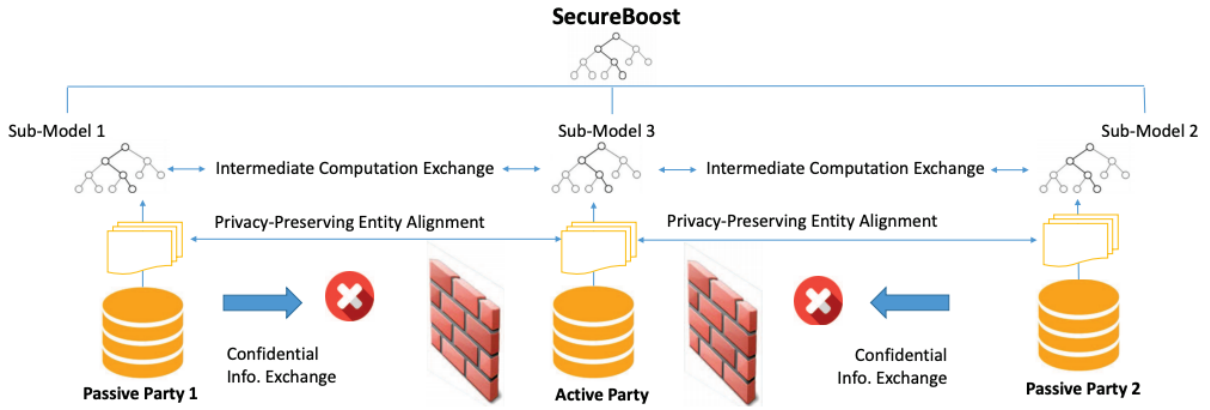 SecureBoost
Sub-Model 1
Sub-Model 3
Sub-Model 2
Intermediate Computation Exchange
Intermediate Computation Exchange
Privacy-Preserving Entity Alignment
Privacy-Preserving Entity Alignment
Confidential
Info. Exchange
Confidential
Info. Exchange
Passive Party 1
Active Party
Passive Party 2